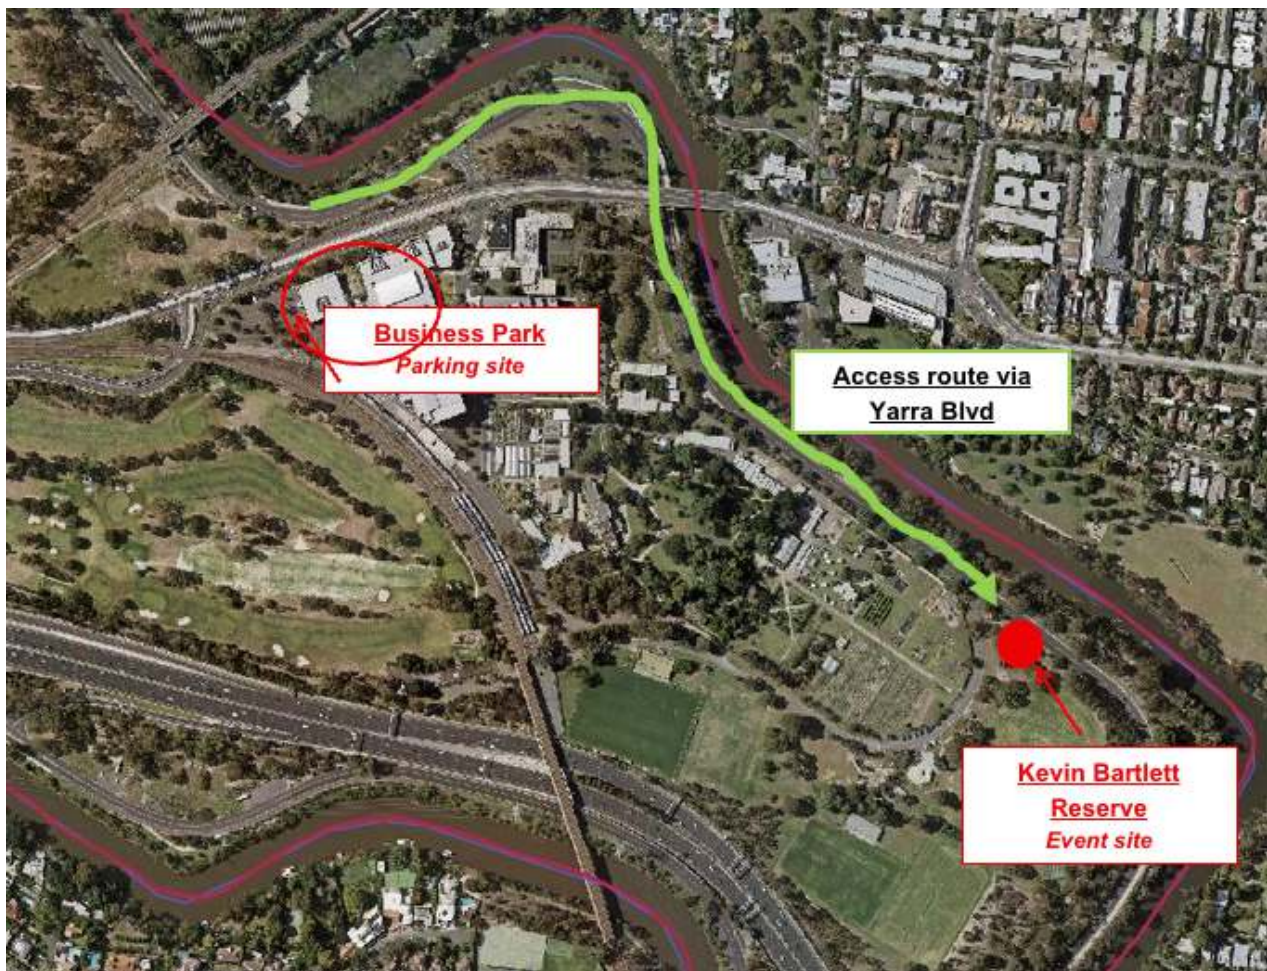 Business Park
Parking site
Access route via
Yarra Blvd
Kevin Bartlett
Reserve
Event site